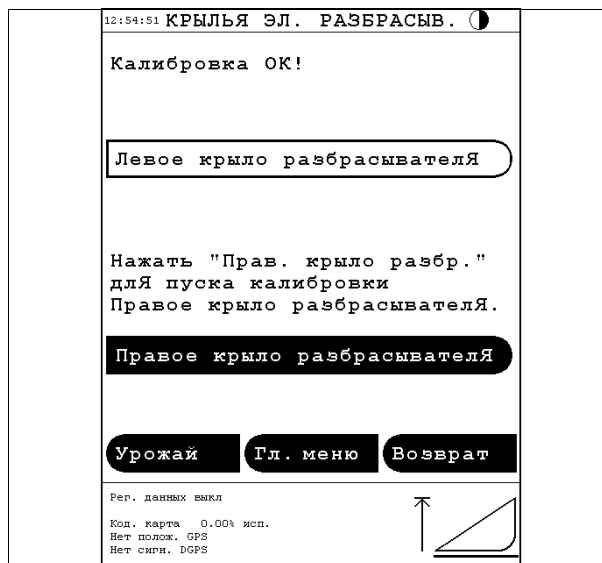 12:54:51 КРЫЛЬЯ ЭЛ. РАЗБРАСЫВ.
Калибровка OK!
Левое крыло разбрасывателЯ
Нажать "Прав. крыло разбр."
длЯ пуска калибровки
Правое крыло разбрасывателЯ.
Правое крыло разбрасывателЯ
Урожай Гл. меню Возврат
Рег. данных выкл
Код. карта 0.00% исп.
Нет полож. GPS
Нет сигн. DGPS